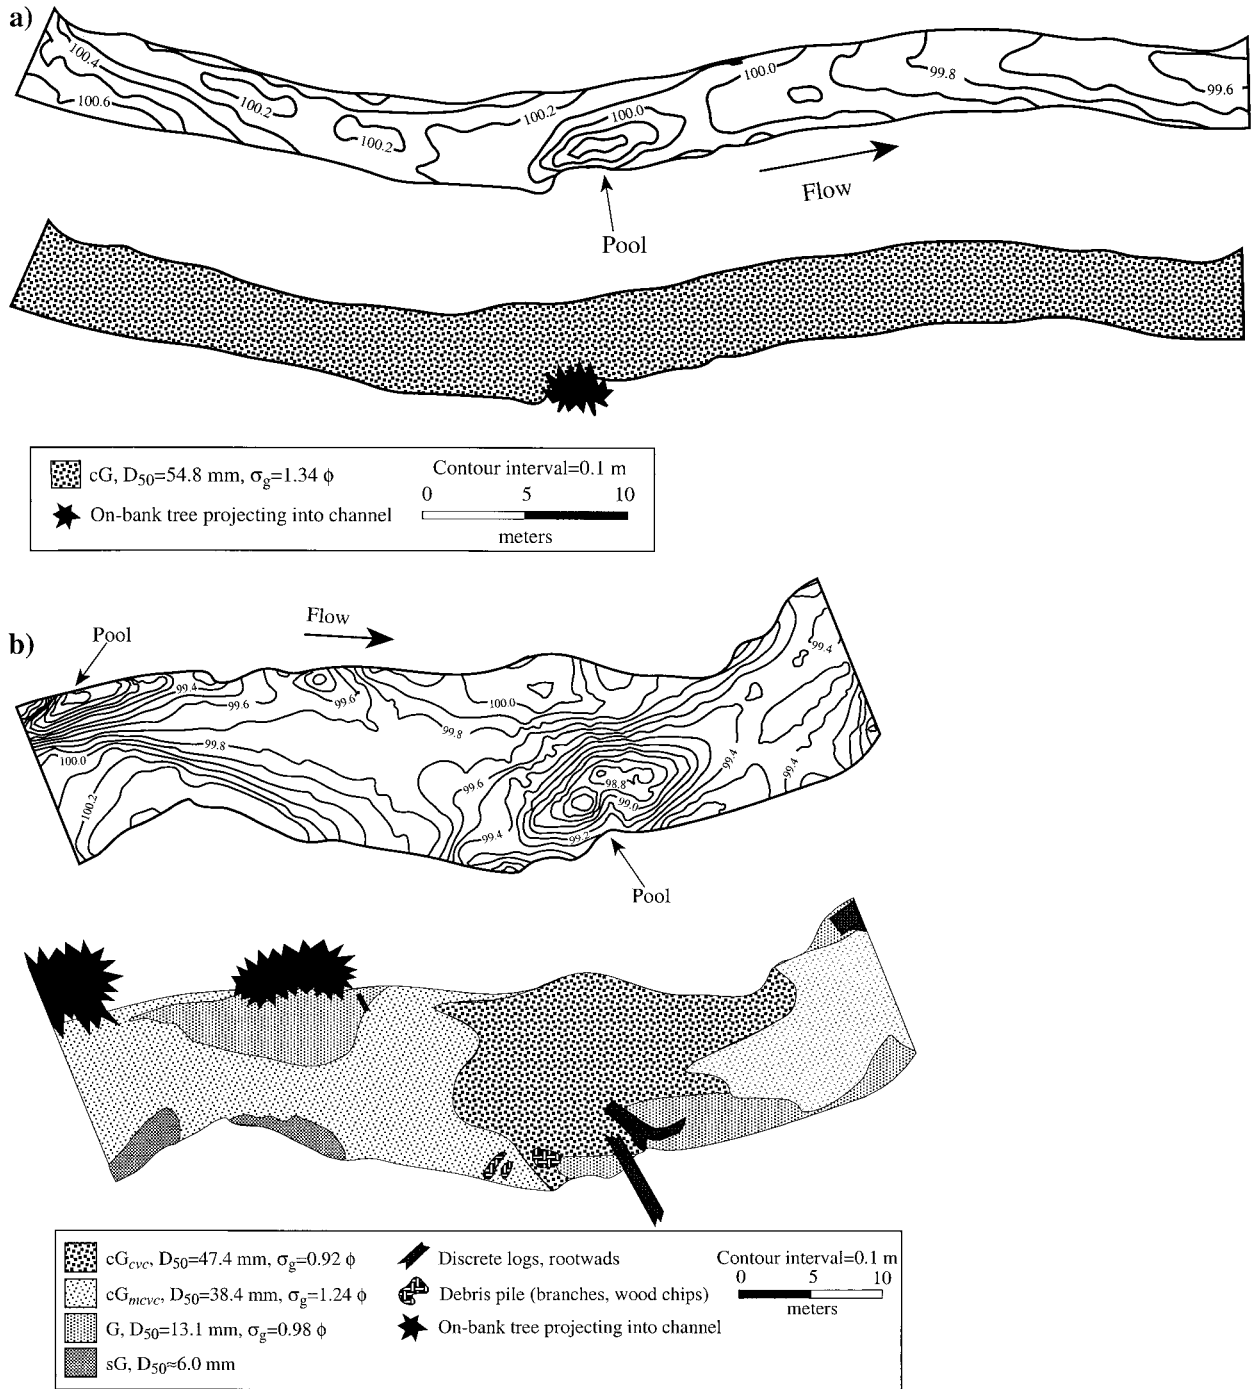 a)
100.4
100.6
100.2
100.2
100.2
100.0
100.0
99.8
99.6
Flow
Pool
cG, D50=54.8 mm, σg=1.34 ϕ
On-bank tree projecting into channel
Contour interval=0.1 m
0 5 10
meters
b)
Flow
Pool
99.4
99.6
99.6
99.8
99.8
100.0
100.2
100.0
99.6
99.4
98.8
99.0
99.2
99.4
99.4
99.4
Pool
cGcvc, D50=47.4 mm, σg=0.92 ϕ
cGmcvc, D50=38.4 mm, σg=1.24 ϕ
G, D50=13.1 mm, σg=0.98 ϕ
sG, D50≈6.0 mm
Discrete logs, rootwads
Debris pile (branches, wood chips)
On-bank tree projecting into channel
Contour interval=0.1 m
0 5 10
meters